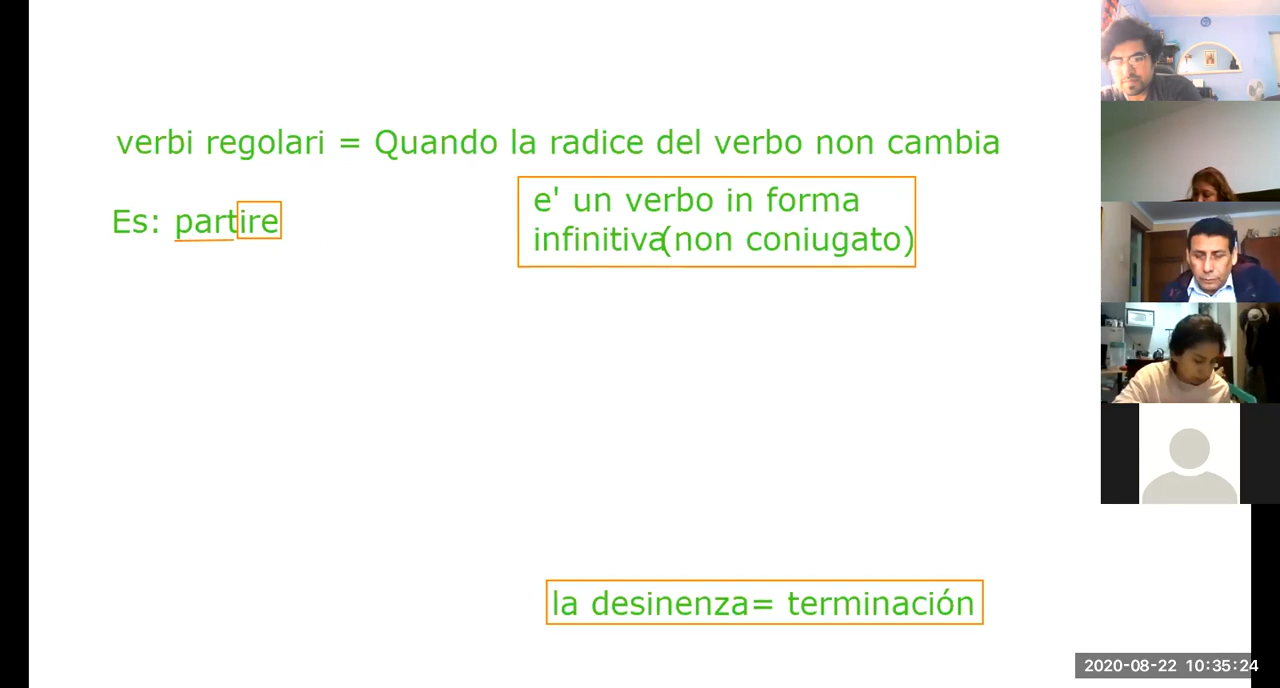 verbi regolari = Quando la radice del verbo non cambia
Es: partire
e' un verbo in forma
infinitiva(non coniugato)
la desinenza= terminación
2020-08-22 10:35:24